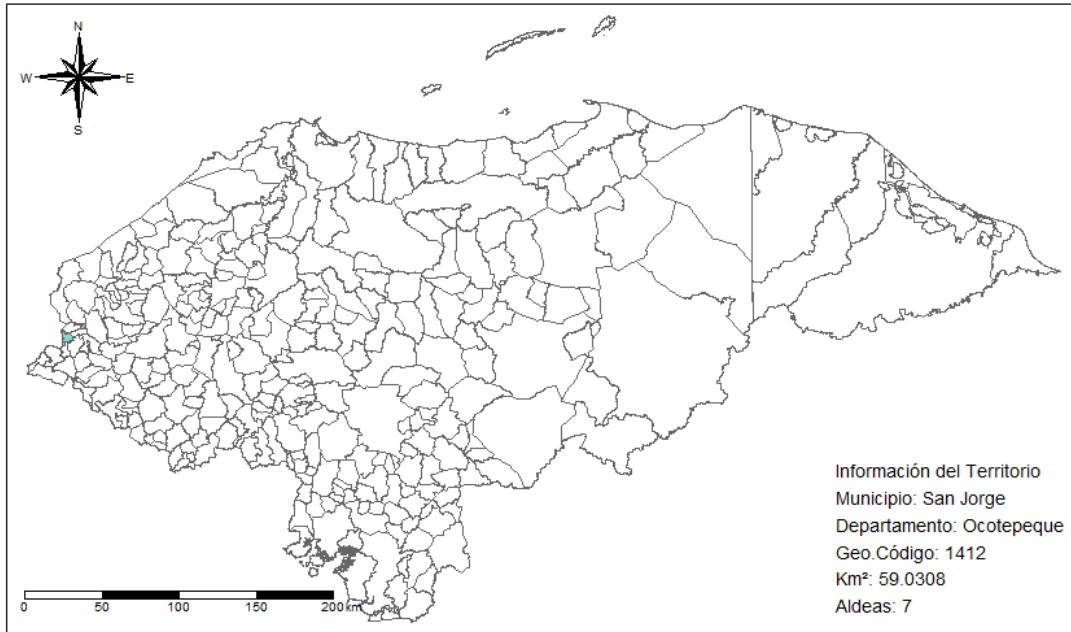 N
W E
S
Información del Territorio
Municipio: San Jorge
Departamento: Ocotepeque
Geo.Código: 1412
Km²: 59.0308
Aldeas: 7
0 50 100 150 200 km